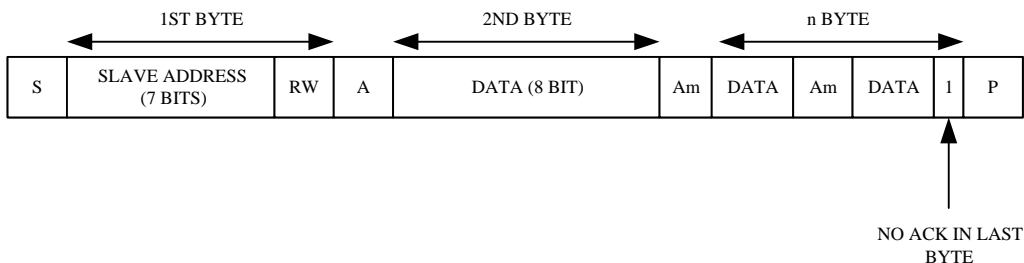 1ST BYTE
2ND BYTE
n BYTE
S
SLAVE ADDRESS
(7 BITS)
RW
A
DATA (8 BIT)
Am
DATA
Am
DATA
1
P
NO ACK IN LAST
BYTE